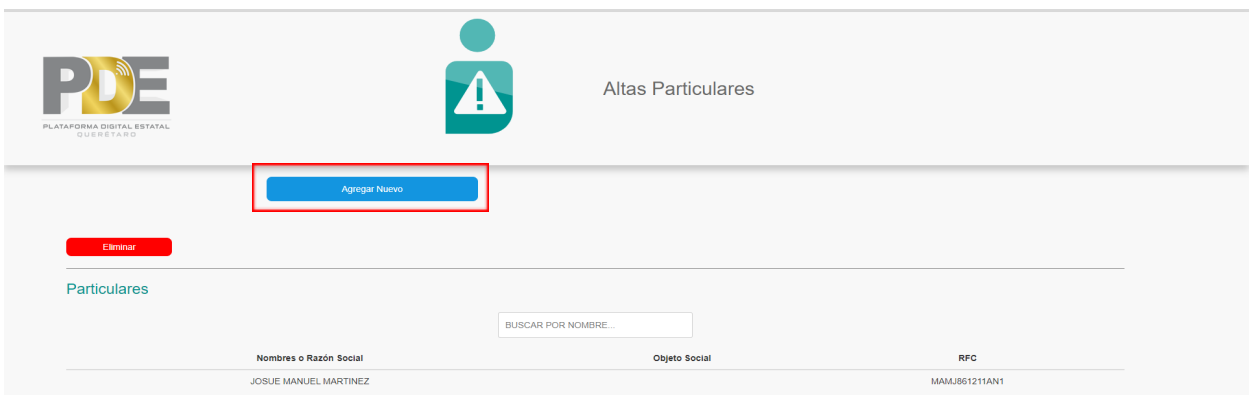 PDE
PLATAFORMA DIGITAL ESTATAL
QUERÉTARO
!
Altas Particulares
Agregar Nuevo
Eliminar
Particulares
BUSCAR POR NOMBRE...
Nombres o Razón Social Objeto Social RFC
JOSUE MANUEL MARTINEZ MAMJ861211AN1